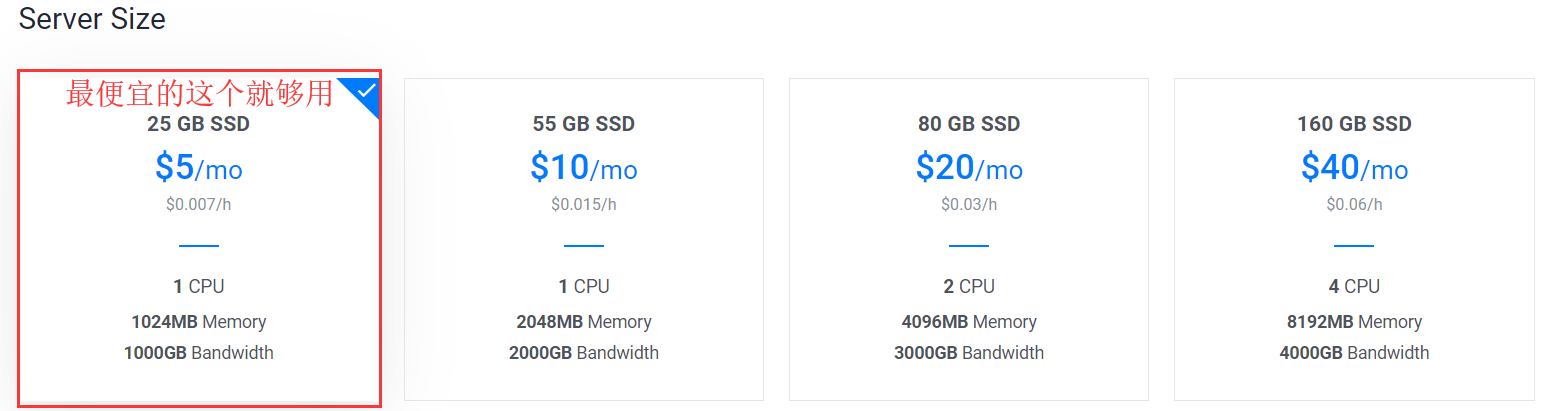 Server Size
最便宜的这个就够用
25 GB SSD
$5/mo
$0.007/h
1 CPU
1024MB Memory
1000GB Bandwidth
55 GB SSD
$10/mo
$0.015/h
1 CPU
2048MB Memory
2000GB Bandwidth
80 GB SSD
$20/mo
$0.03/h
2 CPU
4096MB Memory
3000GB Bandwidth
160 GB SSD
$40/mo
$0.06/h
4 CPU
8192MB Memory
4000GB Bandwidth